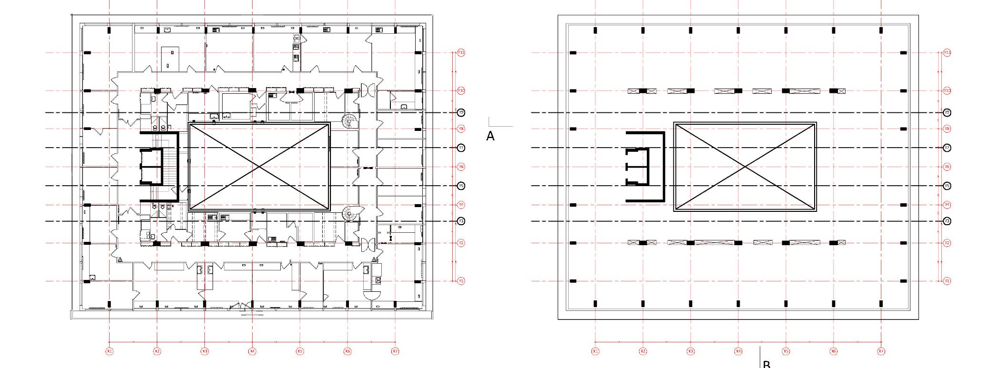 Y11 Y11
Y10 Y10
Y9 Y9
Y8 Y8
A
Y7 Y7
Y6 Y6
Y5 Y5
Y4 Y4
Y3 Y3
Y2 Y2
Y1 Y1
X1 X2 X3 X4 X5 X6 X7 X1 X2 X3 X4 X5 X6 X7
B